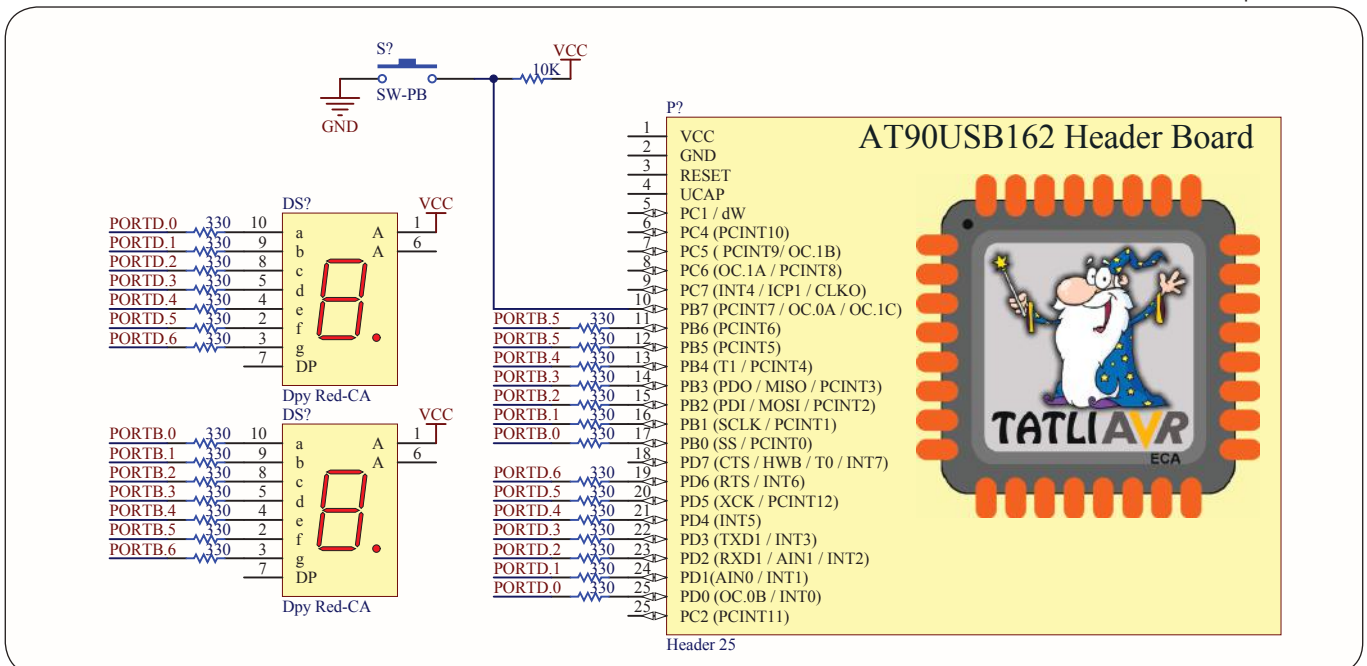 S?
SW-PB
GND
10K
VCC
DS?
PORTD.0 330 10 a A 1 VCC
PORTD.1 330 9 b A 6
PORTD.2 330 8 c
PORTD.3 330 5 d
PORTD.4 330 4 e
PORTD.5 330 2 f
PORTD.6 330 3 g
7 DP
Dpy Red-CA
DS?
PORTB.0 330 10 a A 1 VCC
PORTB.1 330 9 b A 6
PORTB.2 330 8 c
PORTB.3 330 5 d
PORTB.4 330 4 e
PORTB.5 330 2 f
PORTB.6 330 3 g
7 DP
Dpy Red-CA
P?
AT90USB162 Header Board
1 VCC
2 GND
3 RESET
4 UCAP
5 PC1 / dW
6 PC4 (PCINT10)
7 PC5 ( PCINT9/ OC.1B)
8 PC6 (OC.1A / PCINT8)
9 PC7 (INT4 / ICP1 / CLKO)
10 PB7 (PCINT7 / OC.0A / OC.1C)
PORTB.5 330 11 PB6 (PCINT6)
PORTB.5 330 12 PB5 (PCINT5)
PORTB.4 330 13 PB4 (T1 / PCINT4)
PORTB.3 330 14 PB3 (PDO / MISO / PCINT3)
PORTB.2 330 15 PB2 (PDI / MOSI / PCINT2)
PORTB.1 330 16 PB1 (SCLK / PCINT1)
PORTB.0 330 17 PB0 (SS / PCINT0)
18 PD7 (CTS / HWB / T0 / INT7)
PORTD.6 330 19 PD6 (RTS / INT6)
PORTD.5 330 20 PD5 (XCK / PCINT12)
PORTD.4 330 21 PD4 (INT5)
PORTD.3 330 22 PD3 (TXD1 / INT3)
PORTD.2 330 23 PD2 (RXD1 / AIN1 / INT2)
PORTD.1 330 24 PD1(AIN0 / INT1)
PORTD.0 330 25 PD0 (OC.0B / INT0)
25 PC2 (PCINT11)
Header 25
TATLIAVR
ECA